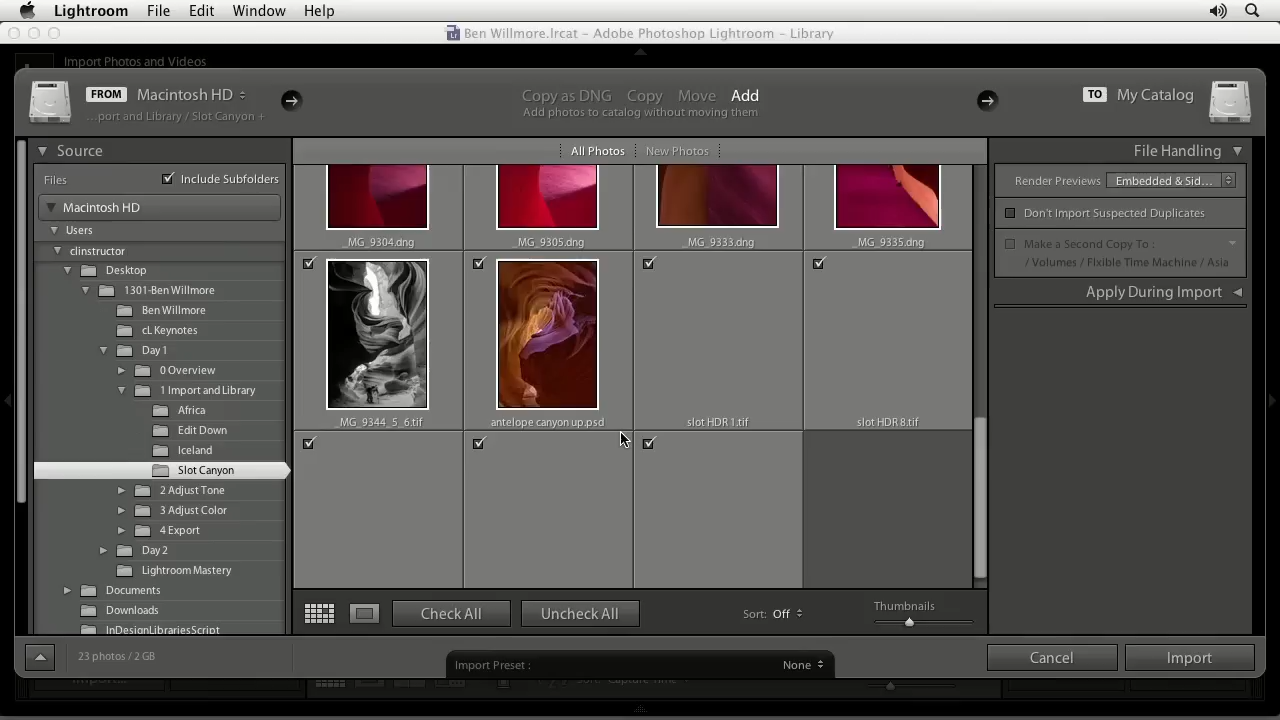 Lightroom File Edit Window Help
Ben Willmore.lrcat – Adobe Photoshop Lightroom – Library
Import Photos and Videos
FROM Macintosh HD
…port and Library / Slot Canyon +
Copy as DNG Copy Move Add
Add photos to catalog without moving them
TO My Catalog
Source
Files Include Subfolders
Macintosh HD
Users
clinstructor
Desktop
1301-Ben Willmore
Ben Willmore
cL Keynotes
Day 1
0 Overview
1 Import and Library
Africa
Edit Down
Iceland
Slot Canyon
2 Adjust Tone
3 Adjust Color
4 Export
Day 2
Lightroom Mastery
Documents
Downloads
InDesignLibrariesScript
All Photos New Photos
_MG_9304.dng _MG_9305.dng _MG_9333.dng _MG_9335.dng
_MG_9344_5_6.tif antelope canyon up.psd slot HDR 1.tif slot HDR 8.tif
Check All Uncheck All Sort: Off Thumbnails
File Handling
Render Previews Embedded & Sid...
Don't Import Suspected Duplicates
Make a Second Copy To :
/ Volumes / FIxible Time Machine / Asia
Apply During Import
23 photos / 2 GB
Import Preset : None
Cancel Import
Import...
Sort: Capture Time